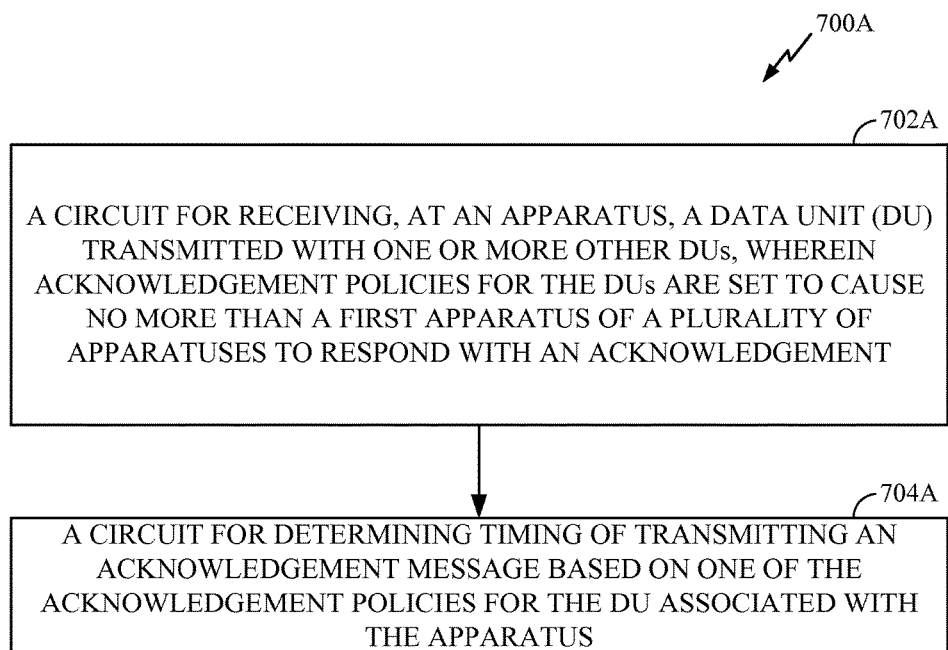 700A
702A
A CIRCUIT FOR RECEIVING, AT AN APPARATUS, A DATA UNIT (DU)
TRANSMITTED WITH ONE OR MORE OTHER DUs, WHEREIN
ACKNOWLEDGEMENT POLICIES FOR THE DUs ARE SET TO CAUSE
NO MORE THAN A FIRST APPARATUS OF A PLURALITY OF
APPARATUSES TO RESPOND WITH AN ACKNOWLEDGEMENT
704A
A CIRCUIT FOR DETERMINING TIMING OF TRANSMITTING AN
ACKNOWLEDGEMENT MESSAGE BASED ON ONE OF THE
ACKNOWLEDGEMENT POLICIES FOR THE DU ASSOCIATED WITH
THE APPARATUS